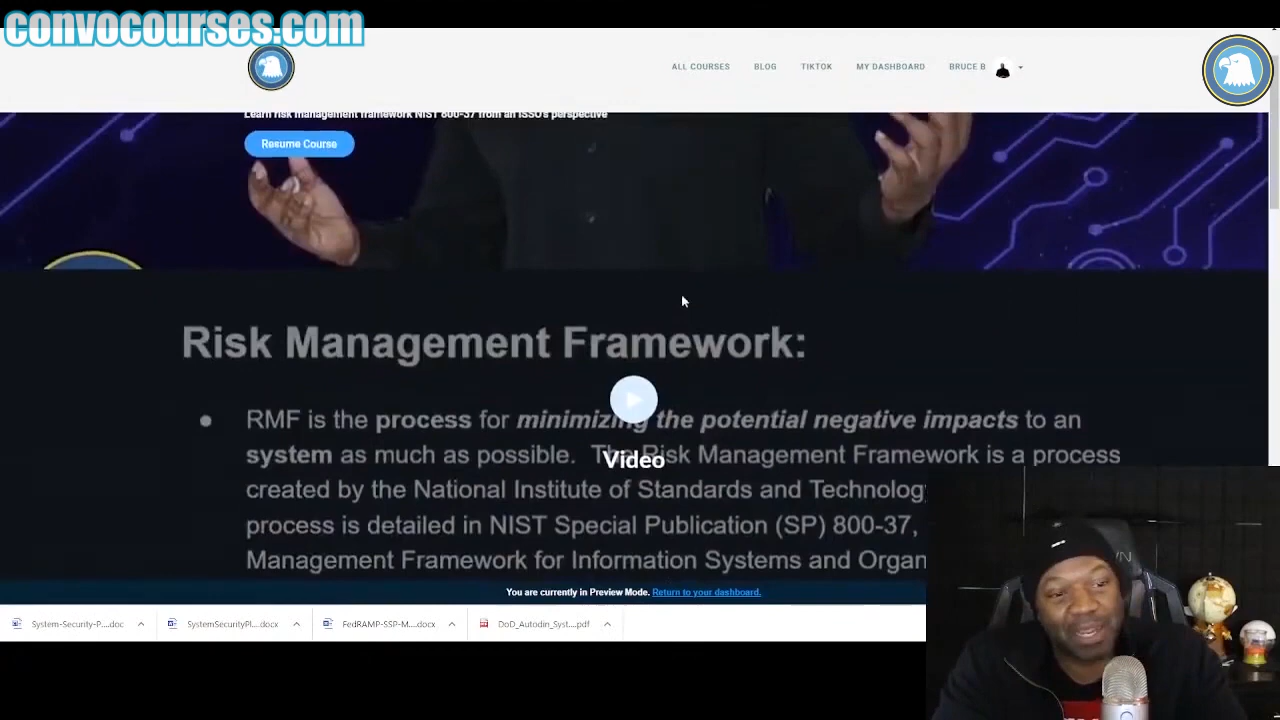 convocourses.com
ALL COURSES BLOG TIKTOK MY DASHBOARD BRUCE B
Learn risk management framework NIST 800-37 from an ISSO's perspective
Resume Course
Risk Management Framework:
RMF is the process for minimizing the potential negative impacts to an
system as much as possible. The Risk Management Framework is a process
Video
created by the National Institute of Standards and Technology
process is detailed in NIST Special Publication (SP) 800-37,
Management Framework for Information Systems and Organ
You are currently in Preview Mode. Return to your dashboard.
System-Security-P....doc
SystemSecurityPl....docx
FedRAMP-SSP-M....docx
DoD_Autodin_Syst....pdf